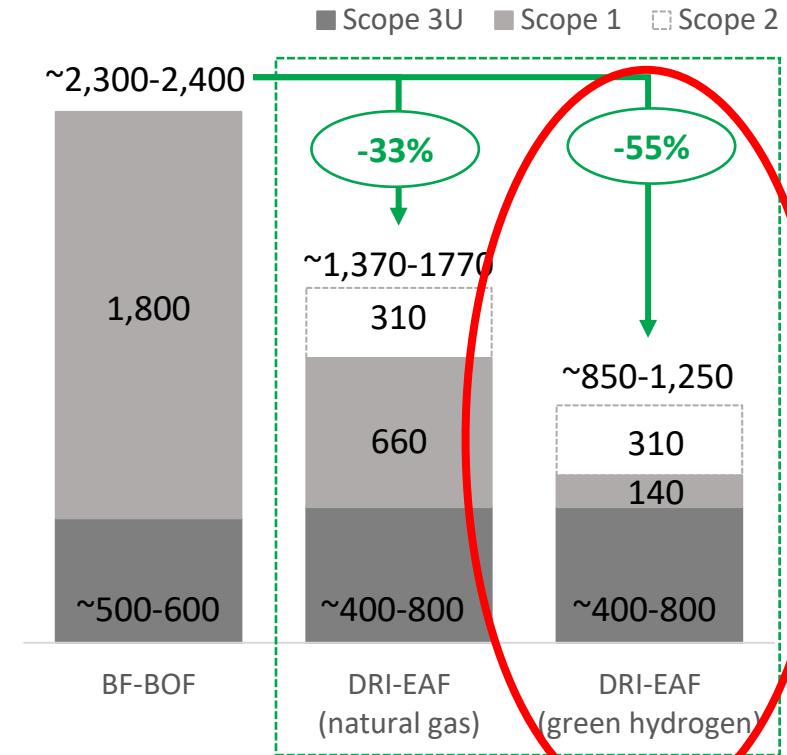 Scope 3U Scope 1 Scope 2
~2,300-2,400
-33%
-55%
~1,370-1770
1,800
310
~850-1,250
660
310
140
~500-600
~400-800
~400-800
BF-BOF
DRI-EAF
(natural gas)
DRI-EAF
(green hydrogen)